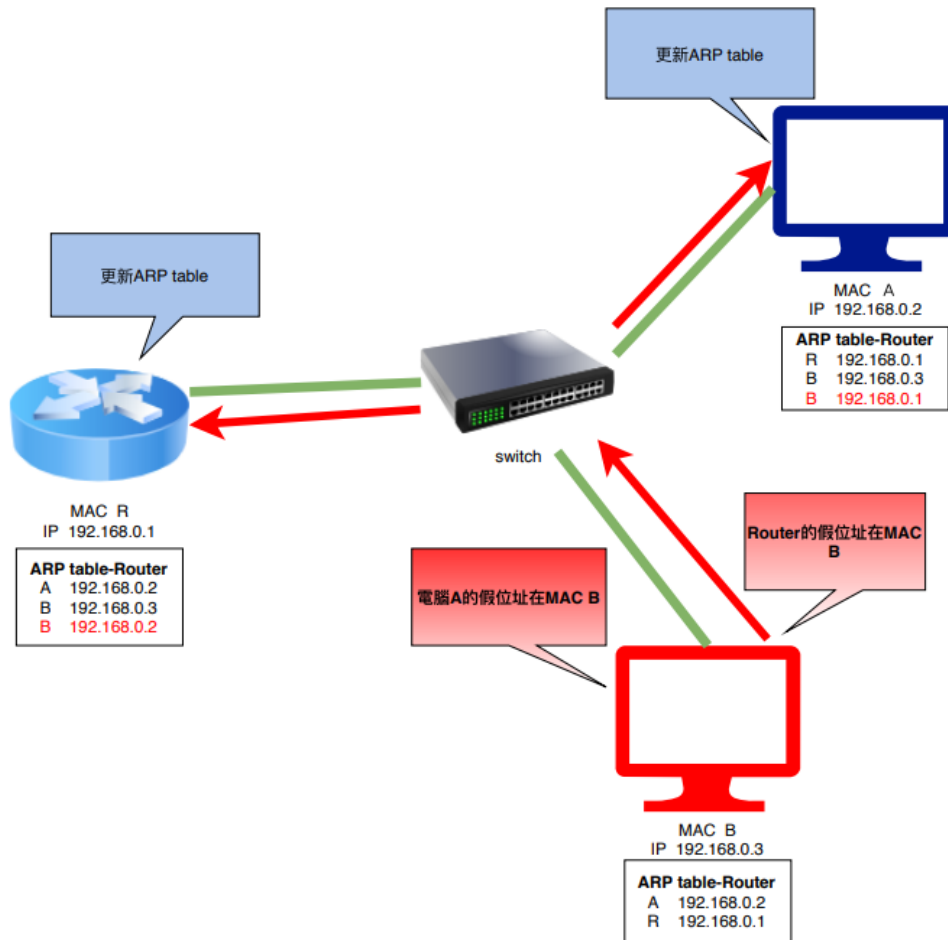 更新ARP table
MAC A
IP 192.168.0.2
ARP table-Router
R 192.168.0.1
B 192.168.0.3
B 192.168.0.1
更新ARP table
switch
MAC R
IP 192.168.0.1
ARP table-Router
A 192.168.0.2
B 192.168.0.3
B 192.168.0.2
電腦A的假位址在MAC B
Router的假位址在MAC
B
MAC B
IP 192.168.0.3
ARP table-Router
A 192.168.0.2
R 192.168.0.1